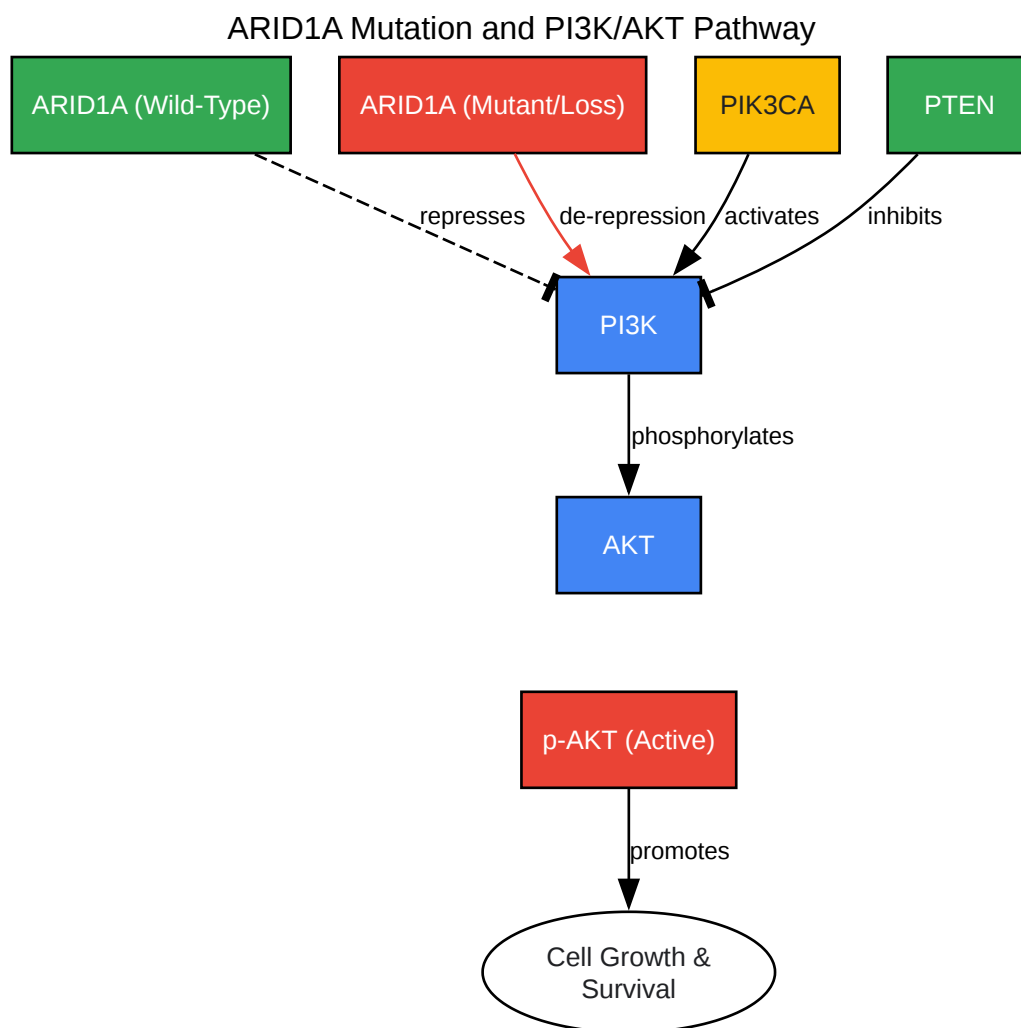 ARID1A Mutation and PI3K/AKT Pathway
ARID1A (Wild-Type)
ARID1A (Mutant/Loss)
PIK3CA
PTEN
represses
de-repression
activates
inhibits
PI3K
phosphorylates
AKT
p-AKT (Active)
promotes
Cell Growth &
Survival